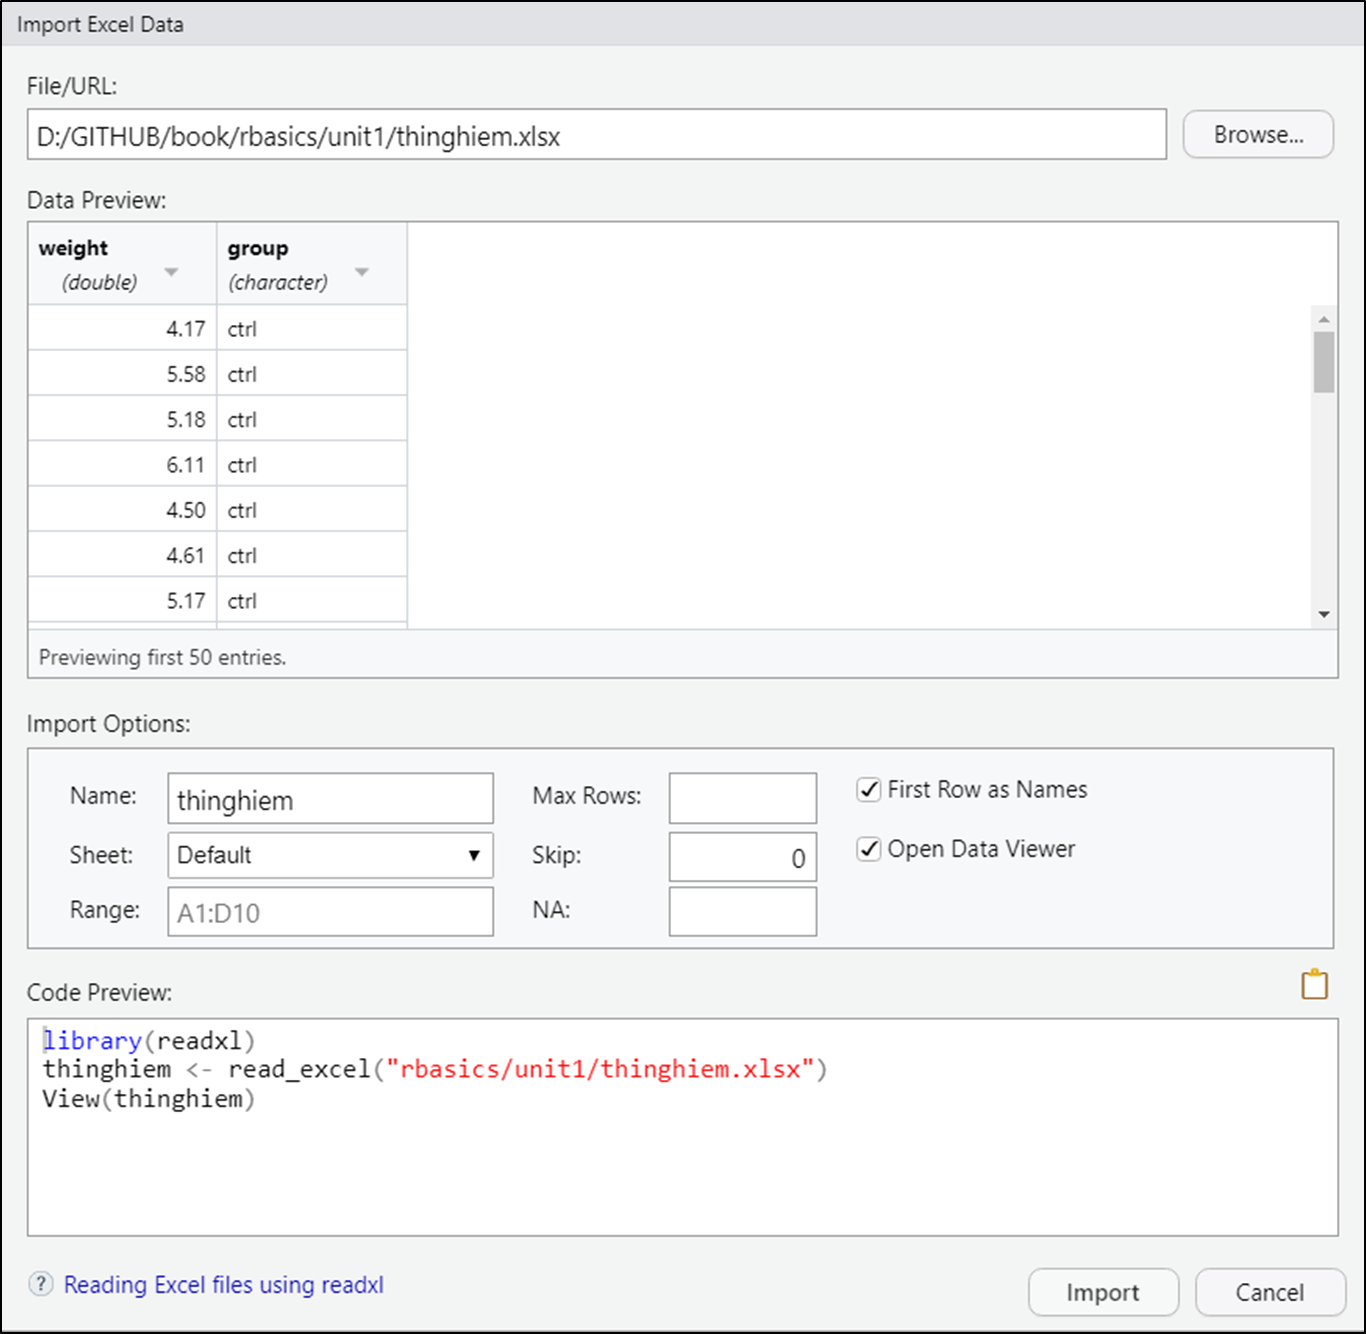 Import Excel Data
File/URL:
D:/GITHUB/book/rbasics/unit1/thinghiem.xlsx Browse...
Data Preview:
weight group
(double) (character)
4.17 ctrl
5.58 ctrl
5.18 ctrl
6.11 ctrl
4.50 ctrl
4.61 ctrl
5.17 ctrl
Previewing first 50 entries.
Import Options:
Name: thinghiem Max Rows: First Row as Names
Sheet: Default Skip: 0 Open Data Viewer
Range: A1:D10 NA:
Code Preview:
library(readxl)
thinghiem <- read_excel("rbasics/unit1/thinghiem.xlsx")
View(thinghiem)
? Reading Excel files using readxl Import Cancel